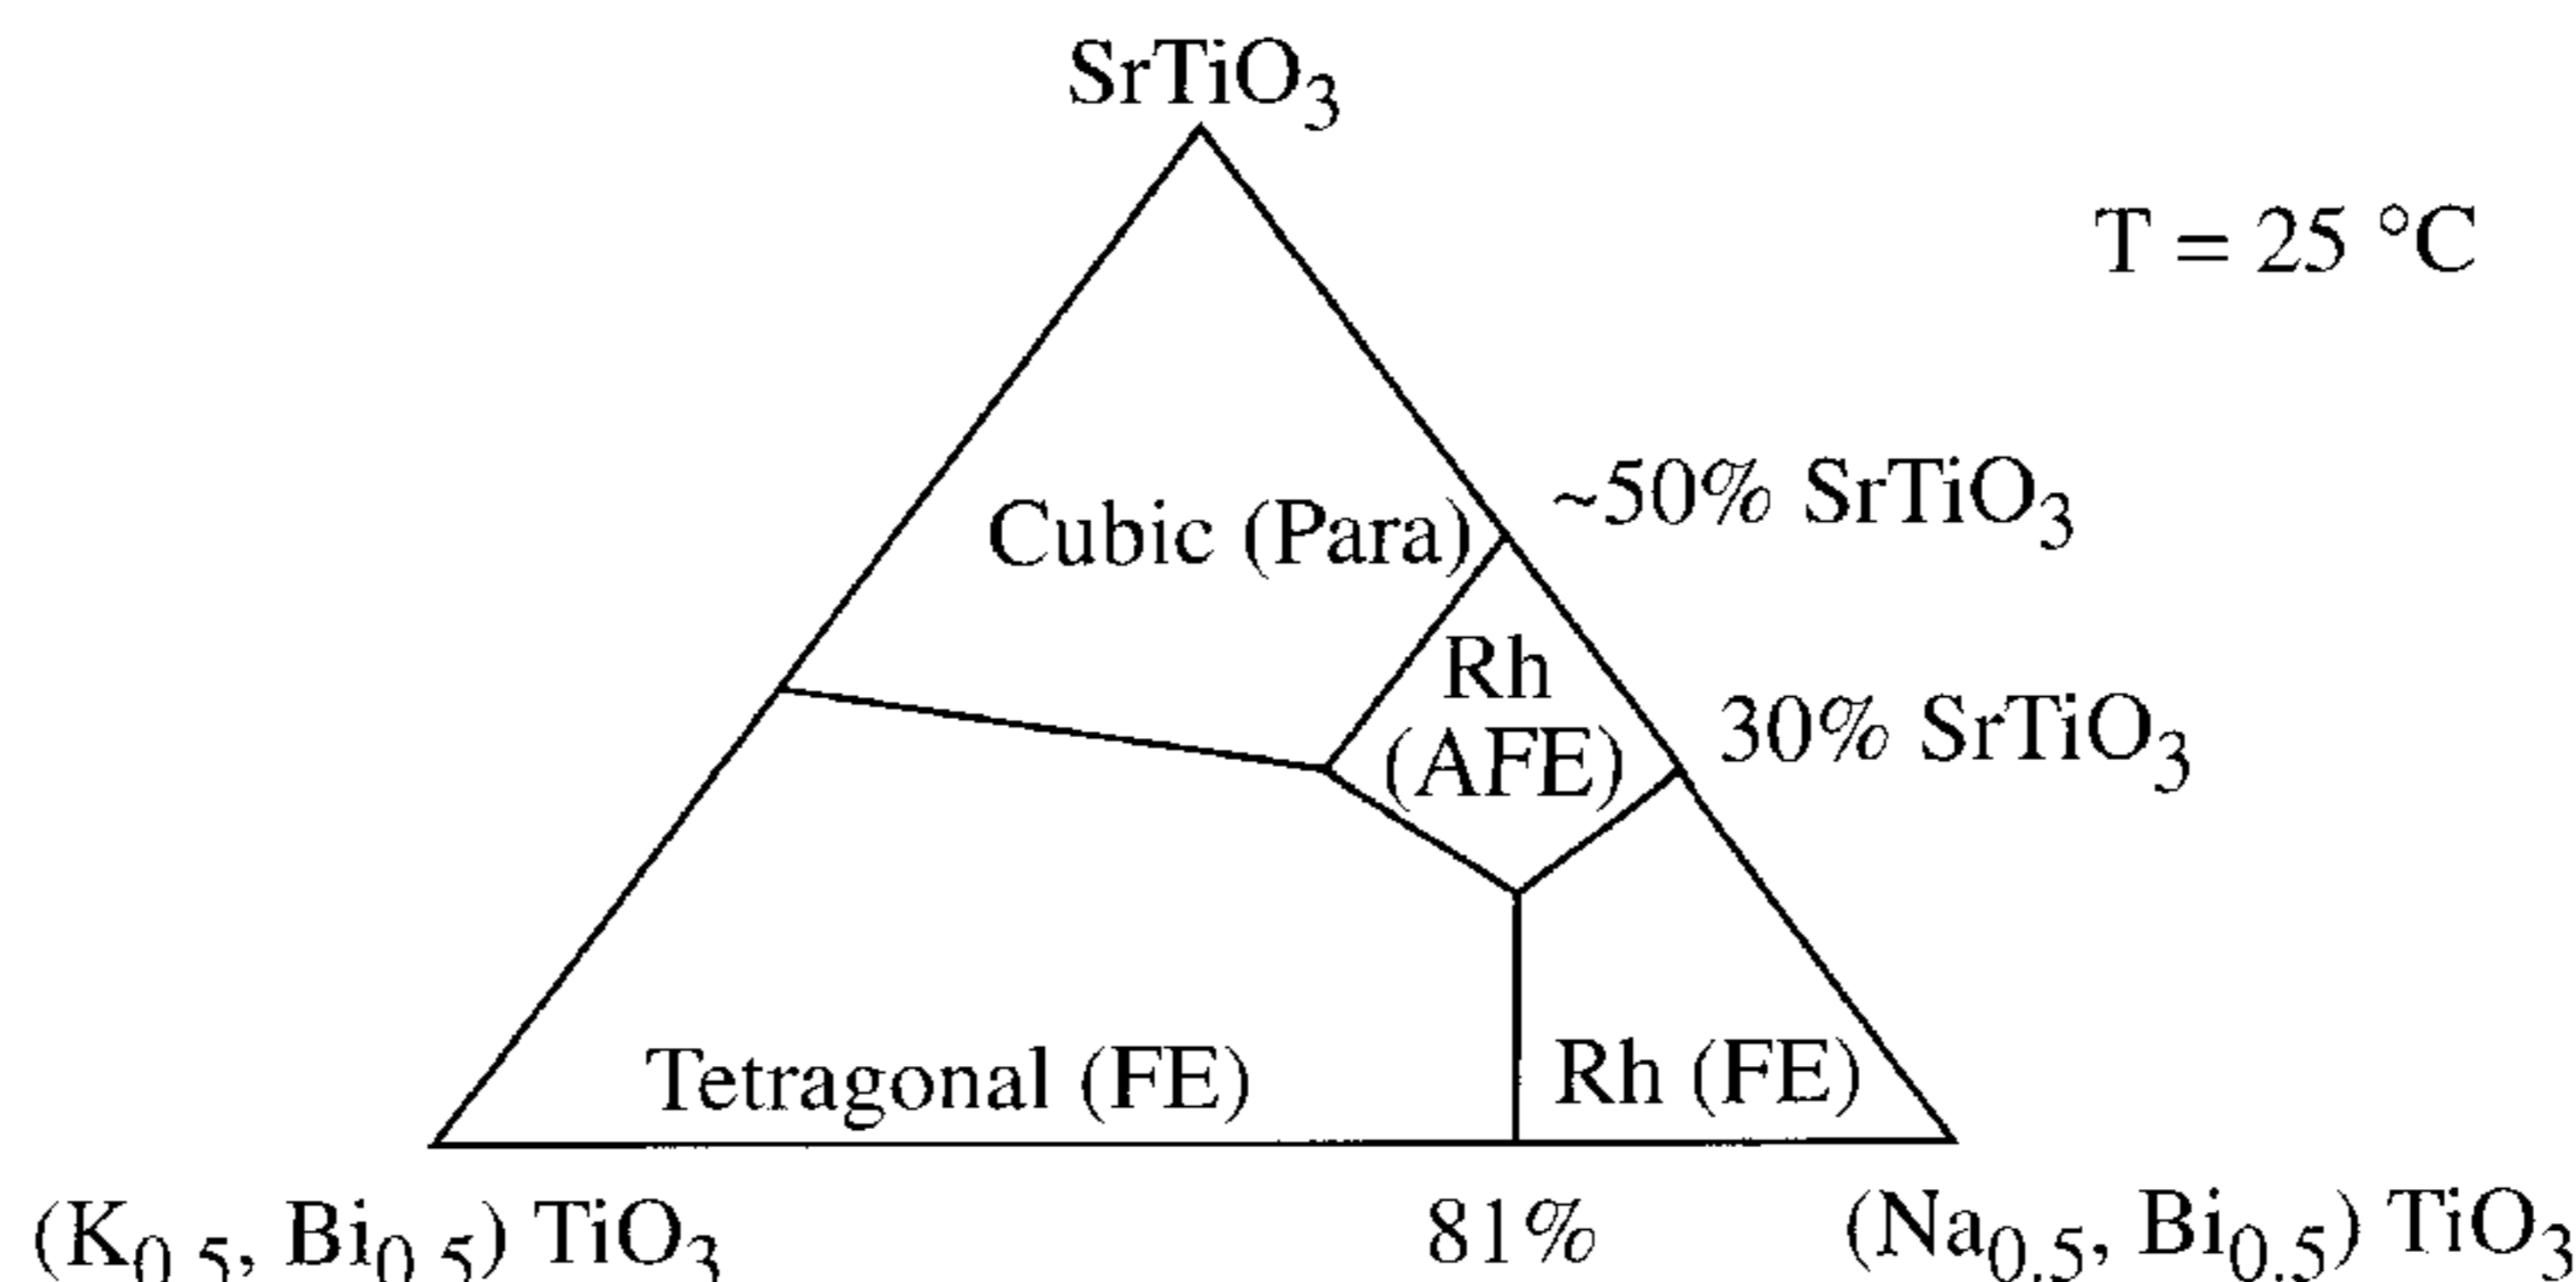 SrTiO3
T = 25 °C
~50% SrTiO3
Cubic (Para)
Rh
(AFE)
30% SrTiO3
Tetragonal (FE)
Rh (FE)
(K0.5, Bi0.5) TiO3
81%
(Na0.5, Bi0.5) TiO3